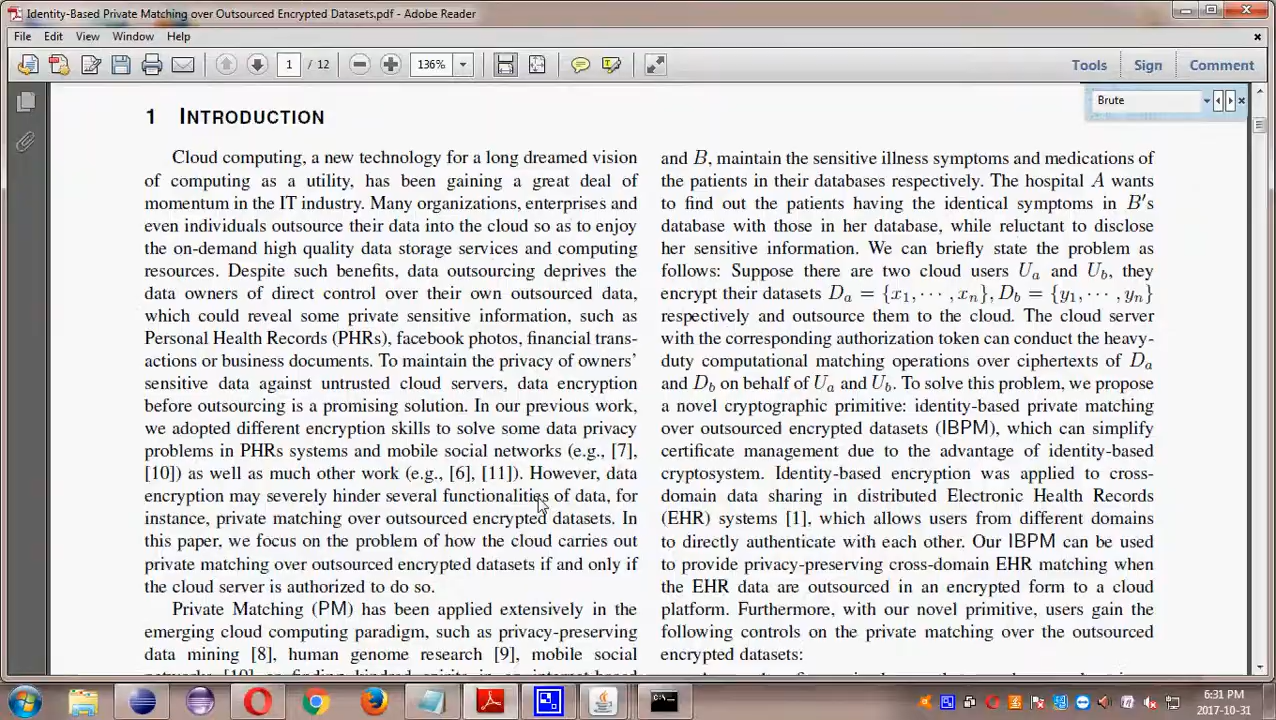 Identity-Based Private Matching over Outsourced Encrypted Datasets.pdf - Adobe Reader
File Edit View Window Help
1 / 12
136%
Tools Sign Comment
Brute
1 INTRODUCTION
Cloud computing, a new technology for a long dreamed vision
of computing as a utility, has been gaining a great deal of
momentum in the IT industry. Many organizations, enterprises and
even individuals outsource their data into the cloud so as to enjoy
the on-demand high quality data storage services and computing
resources. Despite such benefits, data outsourcing deprives the
data owners of direct control over their own outsourced data,
which could reveal some private sensitive information, such as
Personal Health Records (PHRs), facebook photos, financial trans-
actions or business documents. To maintain the privacy of owners'
sensitive data against untrusted cloud servers, data encryption
before outsourcing is a promising solution. In our previous work,
we adopted different encryption skills to solve some data privacy
problems in PHRs systems and mobile social networks (e.g., [7],
[10]) as well as much other work (e.g., [6], [11]). However, data
encryption may severely hinder several functionalities of data, for
instance, private matching over outsourced encrypted datasets. In
this paper, we focus on the problem of how the cloud carries out
private matching over outsourced encrypted datasets if and only if
the cloud server is authorized to do so.
Private Matching (PM) has been applied extensively in the
emerging cloud computing paradigm, such as privacy-preserving
data mining [8], human genome research [9], mobile social
and B, maintain the sensitive illness symptoms and medications of
the patients in their databases respectively. The hospital A wants
to find out the patients having the identical symptoms in B's
database with those in her database, while reluctant to disclose
her sensitive information. We can briefly state the problem as
follows: Suppose there are two cloud users Ua and Ub, they
encrypt their datasets Da = {x1, ··· , xn}, Db = {y1, ··· , yn}
respectively and outsource them to the cloud. The cloud server
with the corresponding authorization token can conduct the heavy-
duty computational matching operations over ciphertexts of Da
and Db on behalf of Ua and Ub. To solve this problem, we propose
a novel cryptographic primitive: identity-based private matching
over outsourced encrypted datasets (IBPM), which can simplify
certificate management due to the advantage of identity-based
cryptosystem. Identity-based encryption was applied to cross-
domain data sharing in distributed Electronic Health Records
(EHR) systems [1], which allows users from different domains
to directly authenticate with each other. Our IBPM can be used
to provide privacy-preserving cross-domain EHR matching when
the EHR data are outsourced in an encrypted form to a cloud
platform. Furthermore, with our novel primitive, users gain the
following controls on the private matching over the outsourced
encrypted datasets:
6:31 PM
2017-10-31